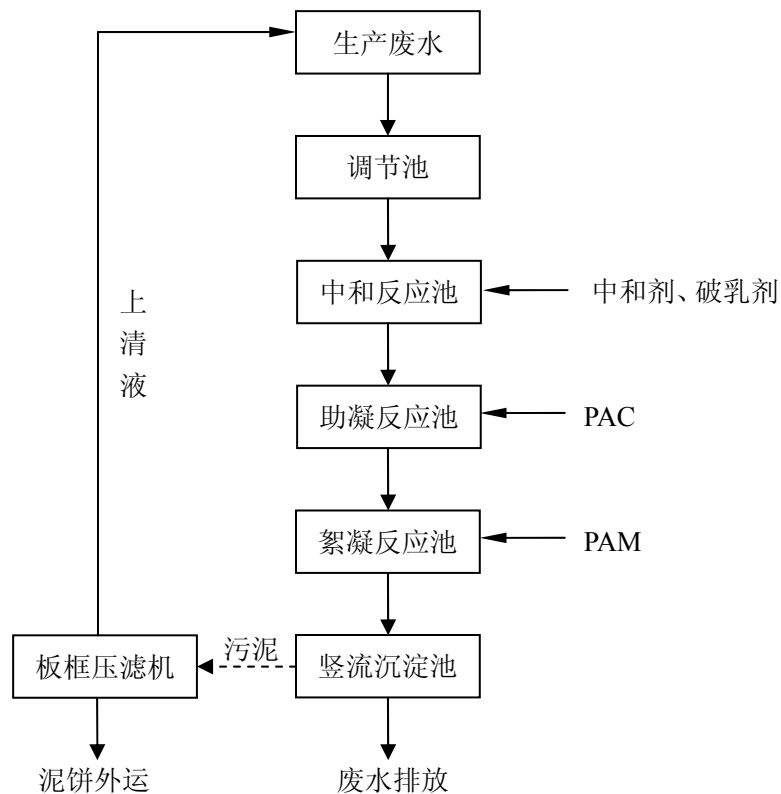 生产废水
调节池
中和反应池
中和剂、破乳剂
上清液
助凝反应池
PAC
絮凝反应池
PAM
板框压滤机
污泥
竖流沉淀池
泥饼外运
废水排放